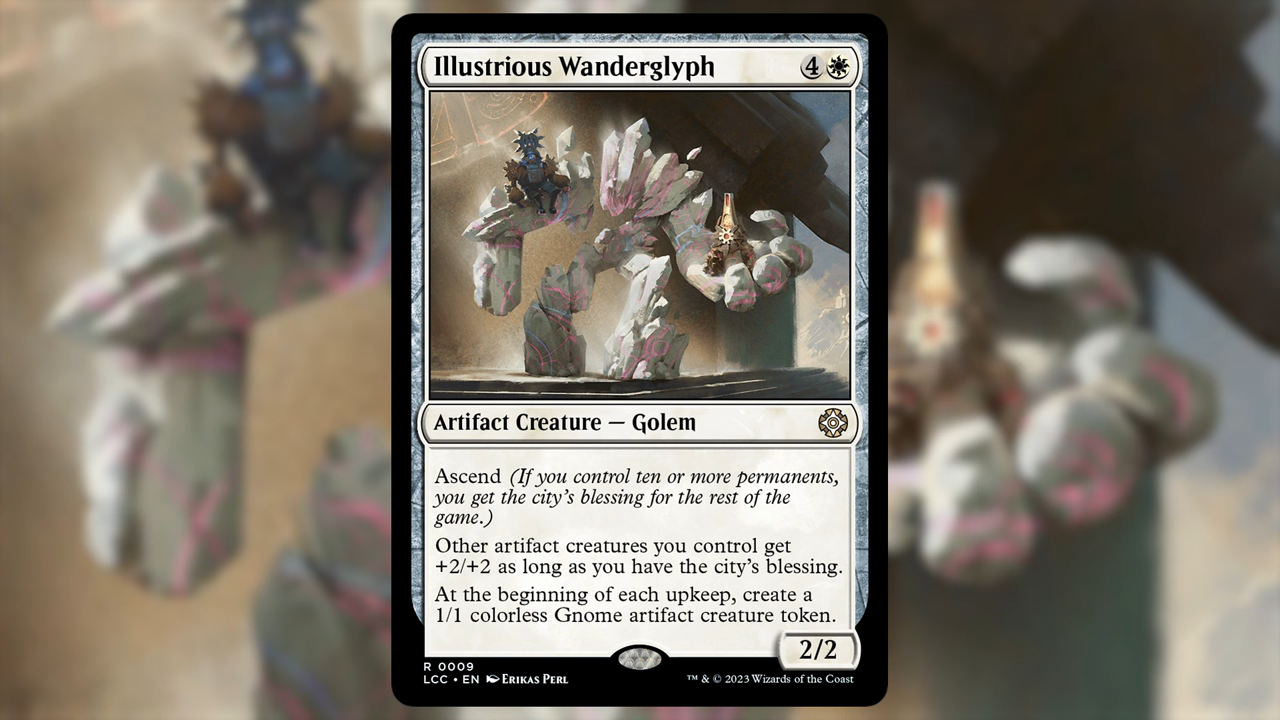 Illustrious Wanderglyph 4
Artifact Creature — Golem
Ascend (If you control ten or more permanents,
you get the city's blessing for the rest of the
game.)
Other artifact creatures you control get
+2/+2 as long as you have the city's blessing.
At the beginning of each upkeep, create a
1/1 colorless Gnome artifact creature token.
2/2
R 0009
LCC • EN Erikas Perl
™ & © 2023 Wizards of the Coast